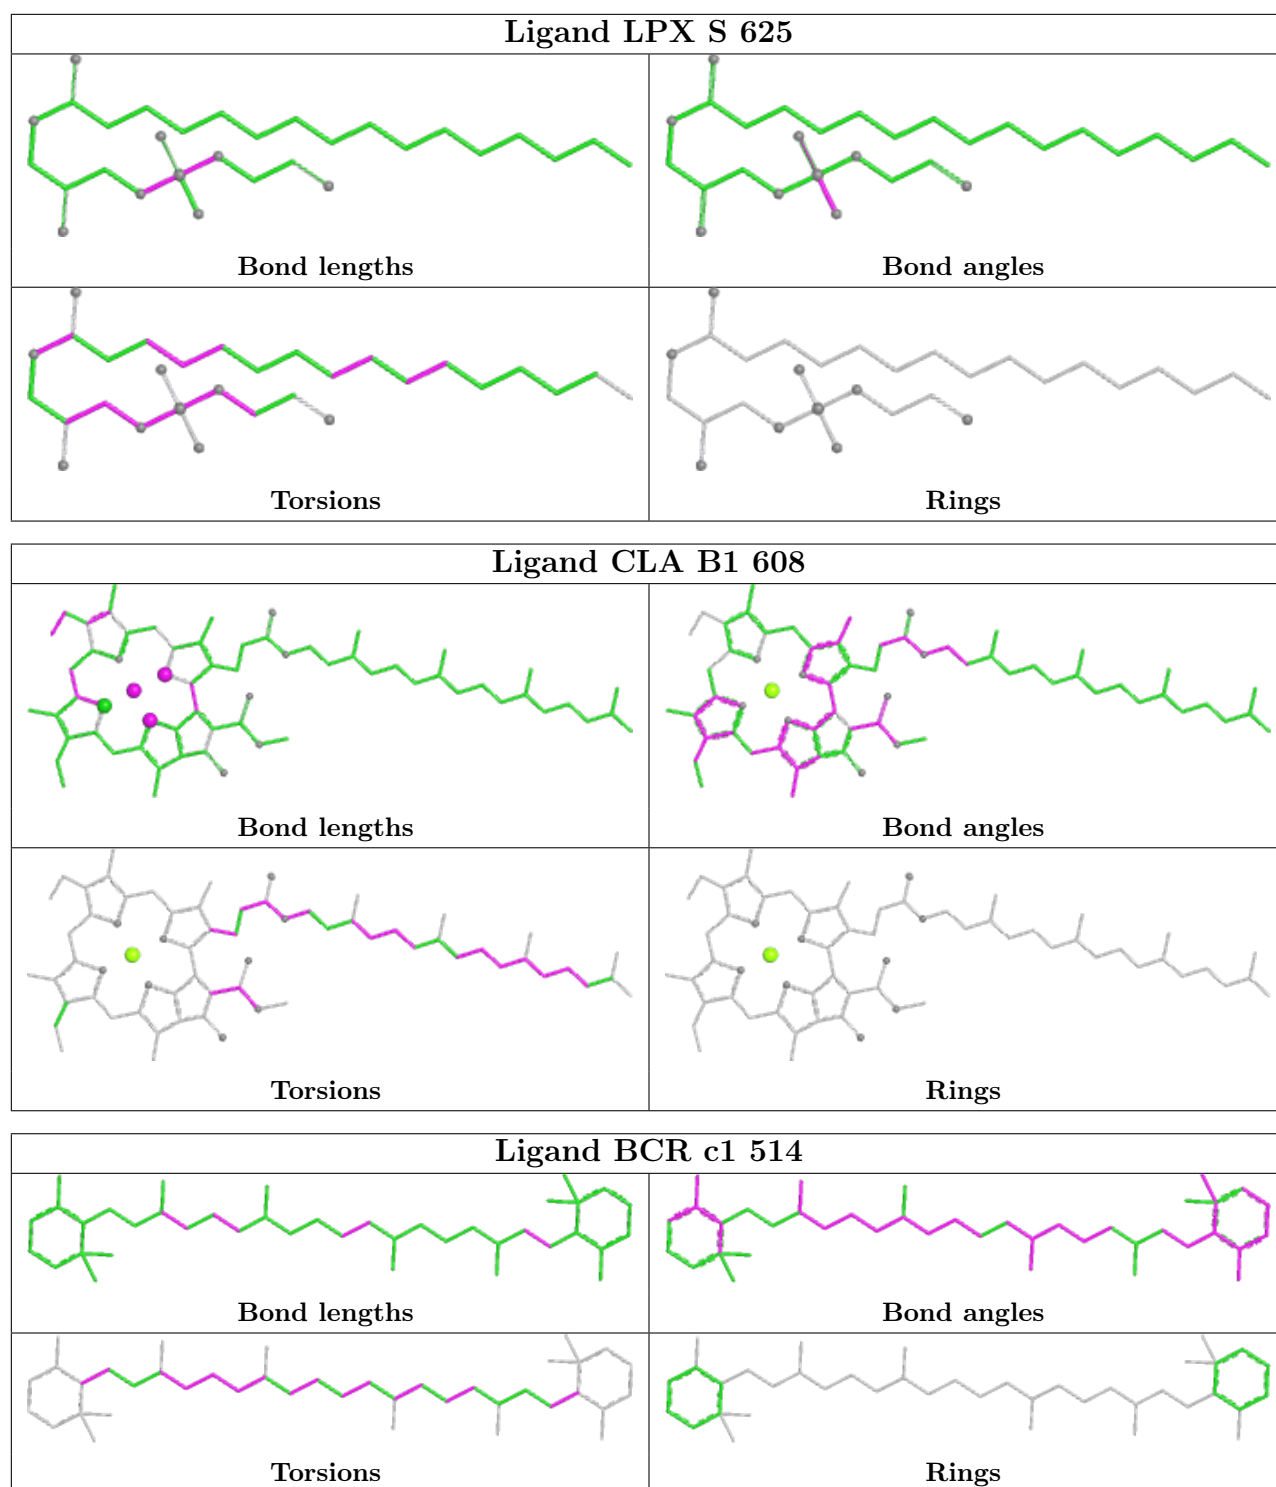 Ligand LPX S 625
Bond lengths
Bond angles
Torsions
Rings
Ligand CLA B1 608
Bond lengths
Bond angles
Torsions
Rings
Ligand BCR c1 514
Bond lengths
Bond angles
Torsions
Rings